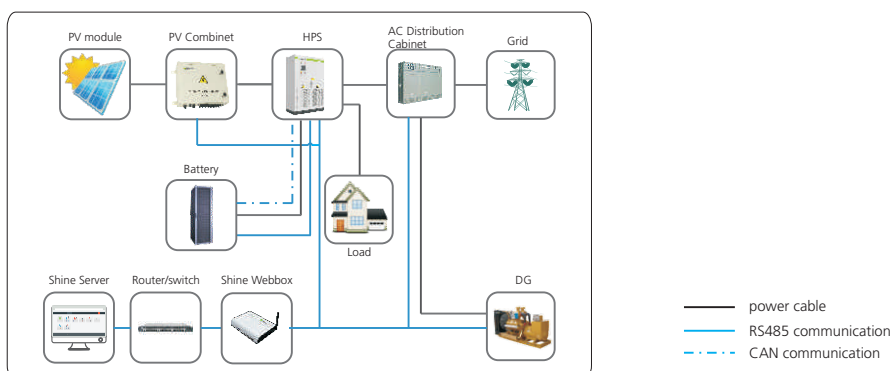 PV module
PV Combinet
HPS
AC Distribution
Cabinet
Grid
Battery
Load
Shine Server
Router/switch
Shine Webbox
DG
power cable
RS485 communication
CAN communication